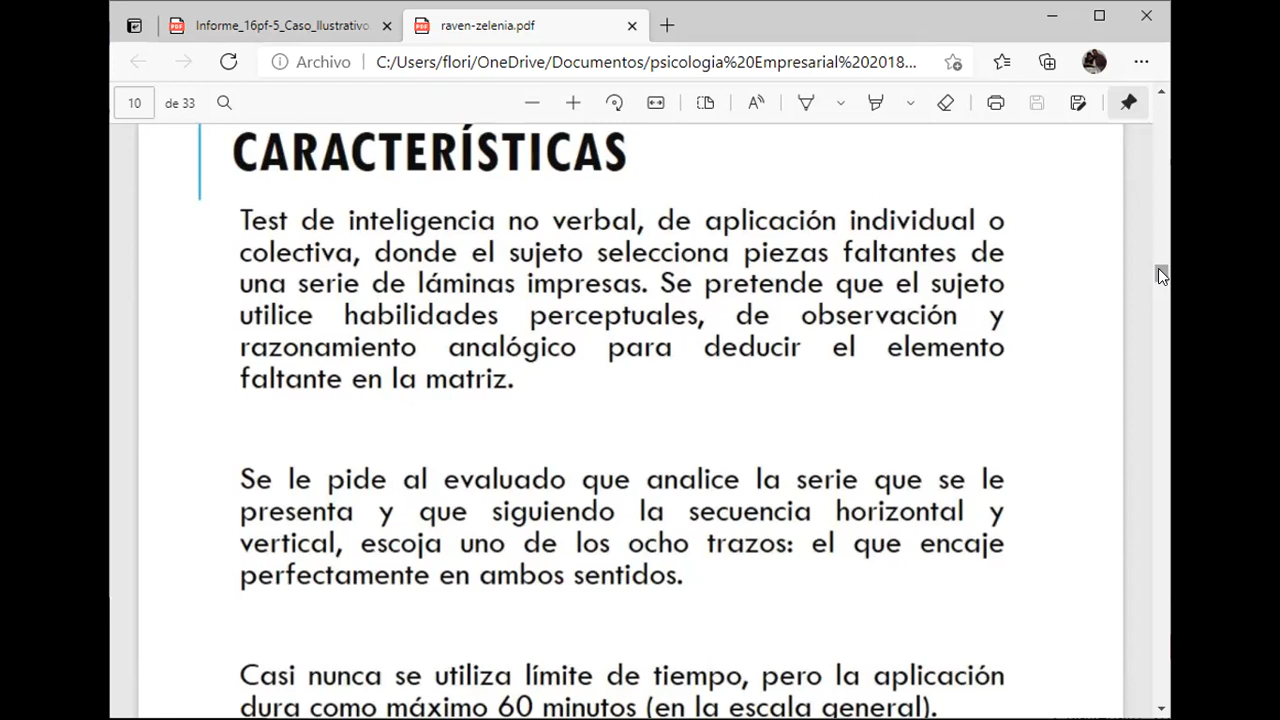 Informe_16pf-5_Caso_Ilustrativo
raven-zelenia.pdf
Archivo
C:/Users/flori/OneDrive/Documentos/psicologia%20Empresarial%202018...
10 de 33
CARACTERÍSTICAS
Test de inteligencia no verbal, de aplicación individual o
colectiva, donde el sujeto selecciona piezas faltantes de
una serie de láminas impresas. Se pretende que el sujeto
utilice habilidades perceptuales, de observación y
razonamiento analógico para deducir el elemento
faltante en la matriz.
Se le pide al evaluado que analice la serie que se le
presenta y que siguiendo la secuencia horizontal y
vertical, escoja uno de los ocho trazos: el que encaje
perfectamente en ambos sentidos.
Casi nunca se utiliza límite de tiempo, pero la aplicación
dura como máximo 60 minutos (en la escala general).